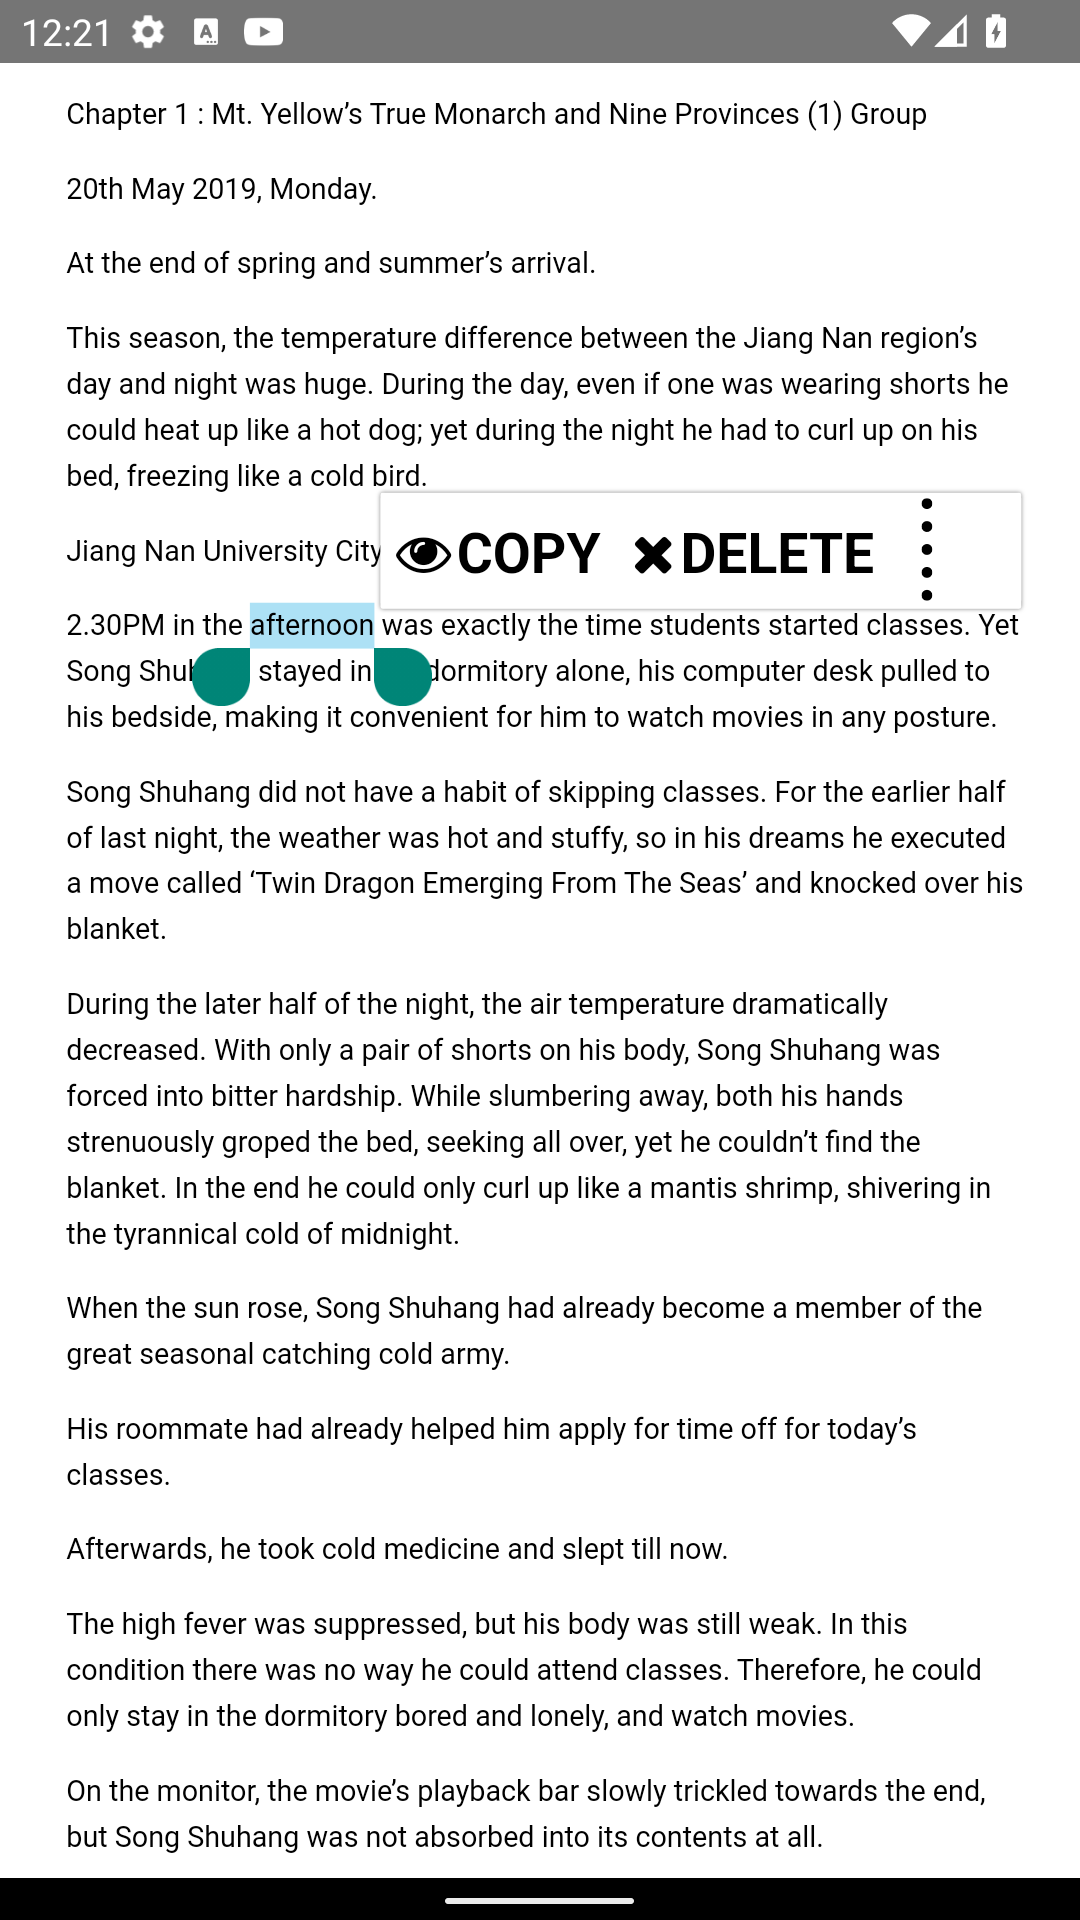 12:21
Chapter 1 : Mt. Yellow’s True Monarch and Nine Provinces (1) Group
20th May 2019, Monday.
At the end of spring and summer’s arrival.
This season, the temperature difference between the Jiang Nan region’s
day and night was huge. During the day, even if one was wearing shorts he
could heat up like a hot dog; yet during the night he had to curl up on his
bed, freezing like a cold bird.
COPY DELETE
Jiang Nan University City
2.30PM in the afternoon was exactly the time students started classes. Yet
Song stayed in dormitory alone, his computer desk pulled to
his bedside, making it convenient for him to watch movies in any posture.
Song Shuhang did not have a habit of skipping classes. For the earlier half
of last night, the weather was hot and stuffy, so in his dreams he executed
a move called ‘Twin Dragon Emerging From The Seas’ and knocked over his
blanket.
During the later half of the night, the air temperature dramatically
decreased. With only a pair of shorts on his body, Song Shuhang was
forced into bitter hardship. While slumbering away, both his hands
strenuously groped the bed, seeking all over, yet he couldn’t find the
blanket. In the end he could only curl up like a mantis shrimp, shivering in
the tyrannical cold of midnight.
When the sun rose, Song Shuhang had already become a member of the
great seasonal catching cold army.
His roommate had already helped him apply for time off for today’s
classes.
Afterwards, he took cold medicine and slept till now.
The high fever was suppressed, but his body was still weak. In this
condition there was no way he could attend classes. Therefore, he could
only stay in the dormitory bored and lonely, and watch movies.
On the monitor, the movie’s playback bar slowly trickled towards the end,
but Song Shuhang was not absorbed into its contents at all.